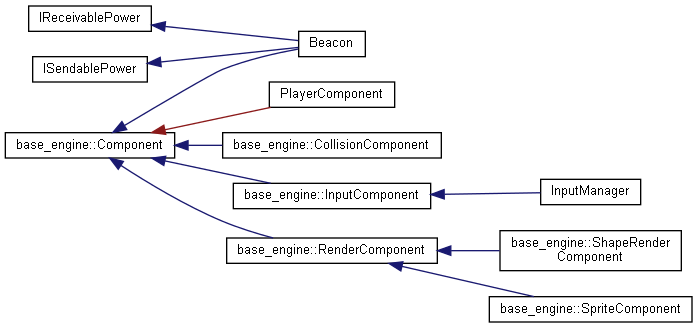 IReceivablePower
Beacon
ISendablePower
PlayerComponent
base_engine::Component
base_engine::CollisionComponent
base_engine::InputComponent
InputManager
base_engine::RenderComponent
base_engine::ShapeRender
Component
base_engine::SpriteComponent